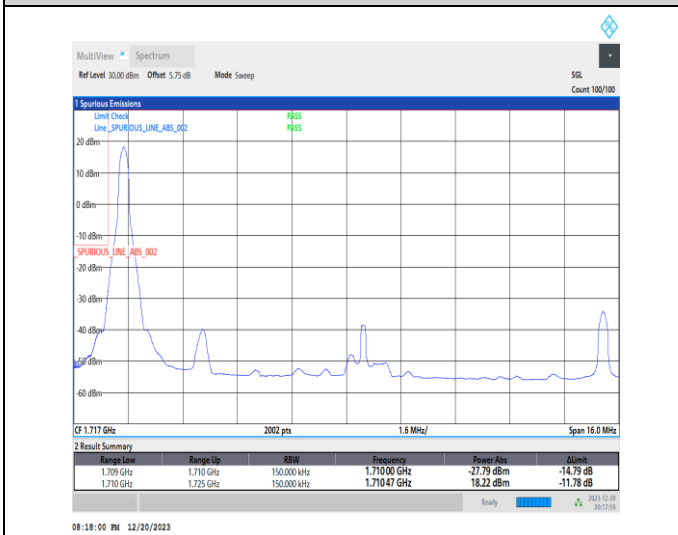 MultiView Spectrum
Ref Level 30.00 dBm Offset 5.75 dB Mode Sweep SGL
Count 100/100
1 Spurious Emissions
Limit Check PASS
Line _SPURIOUS_LINE_ABS_002 PASS
20 dBm
10 dBm
0 dBm
-10 dBm
_SPURIOUS_LINE_ABS_002
-20 dBm
-30 dBm
-40 dBm
-50 dBm
-60 dBm
CF 1.717 GHz 2002 pts 1.6 MHz/ Span 16.0 MHz
2 Result Summary
Range Low Range Up RBW Frequency Power Abs ΔLimit
1.709 GHz 1.710 GHz 150.000 kHz 1.71000 GHz -27.79 dBm -14.79 dB
1.710 GHz 1.725 GHz 150.000 kHz 1.71047 GHz 18.22 dBm -11.78 dB
Ready 2023-12-20
20:17:59
08:18:00 PM 12/20/2023